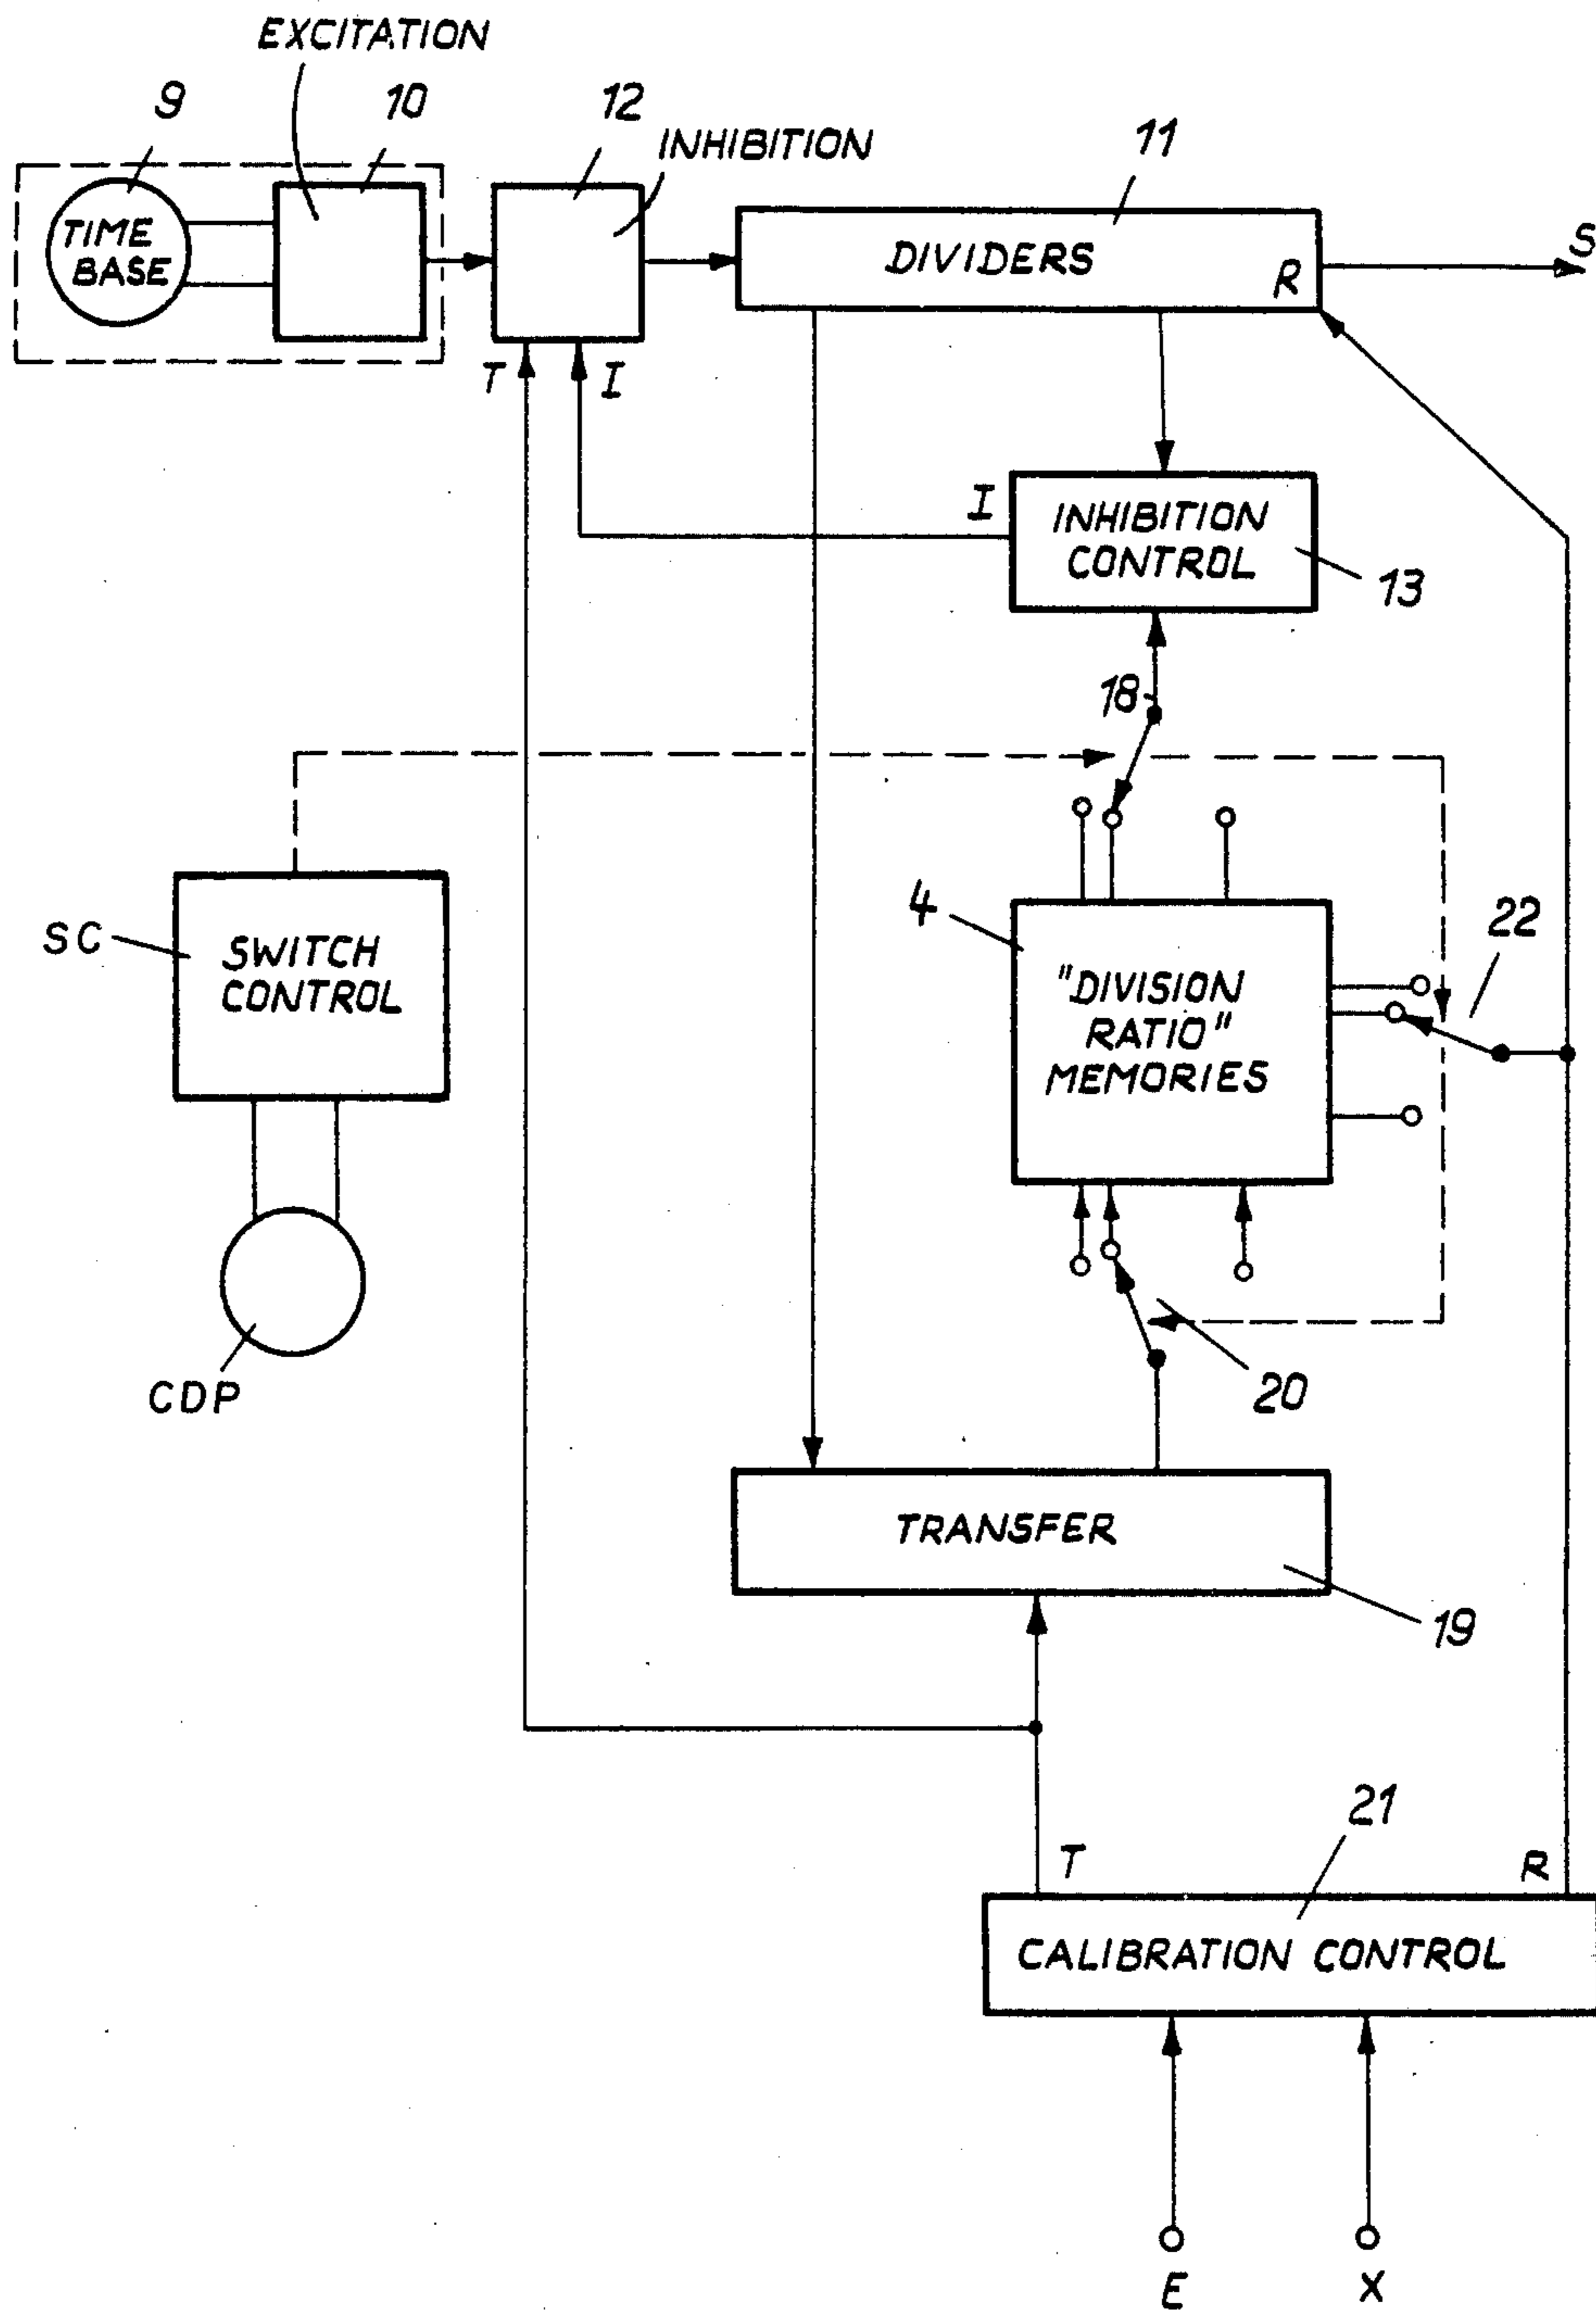 EXCITATION
9
10
12
INHIBITION
11
TIME
BASE
DIVIDERS
R
S
T
I
I
INHIBITION
CONTROL
13
18
4
22
SC
SWITCH
CONTROL
"DIVISION
RATIO"
MEMORIES
20
CDP
TRANSFER
19
21
T
R
CALIBRATION CONTROL
E
X